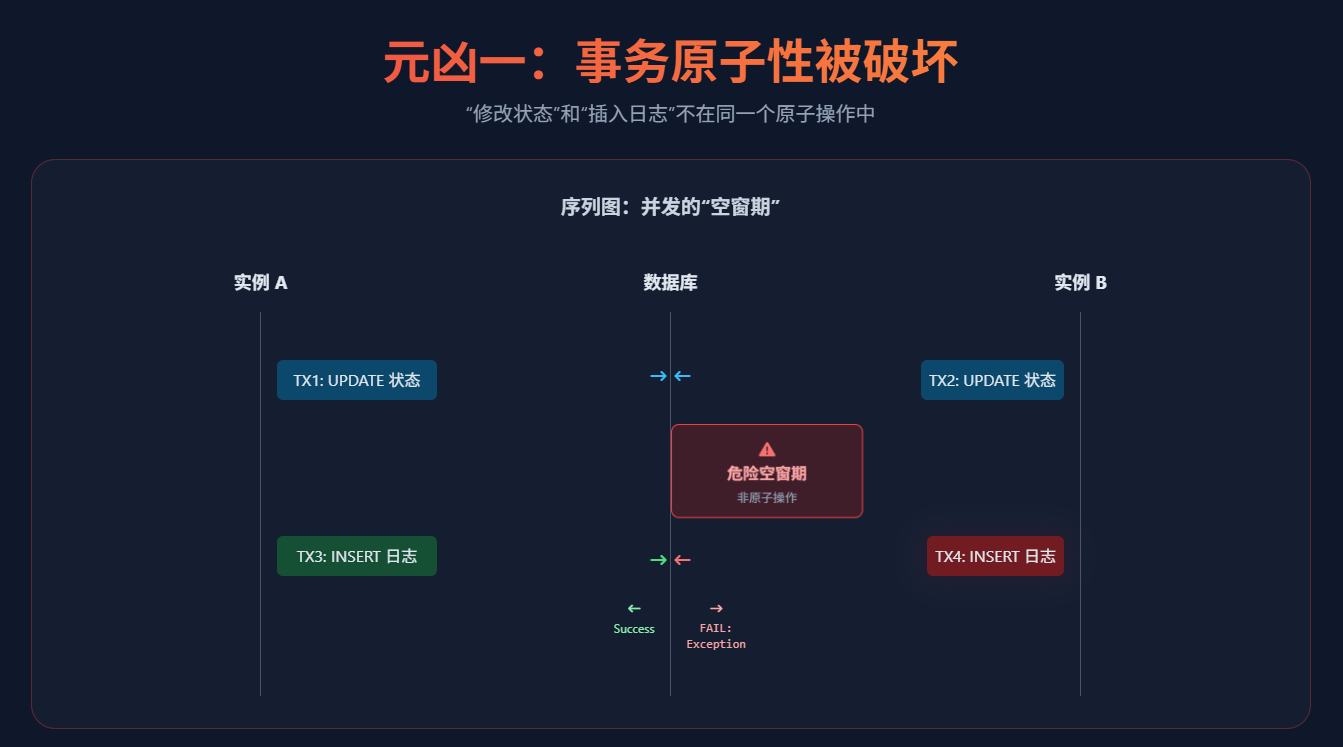 元凶一：事务原子性被破坏
“修改状态”和“插入日志”不在同一个原子操作中
序列图：并发的“空窗期”
实例 A
数据库
实例 B
TX1: UPDATE 状态
TX2: UPDATE 状态
危险空窗期
非原子操作
TX3: INSERT 日志
TX4: INSERT 日志
Success
FAIL:
Exception